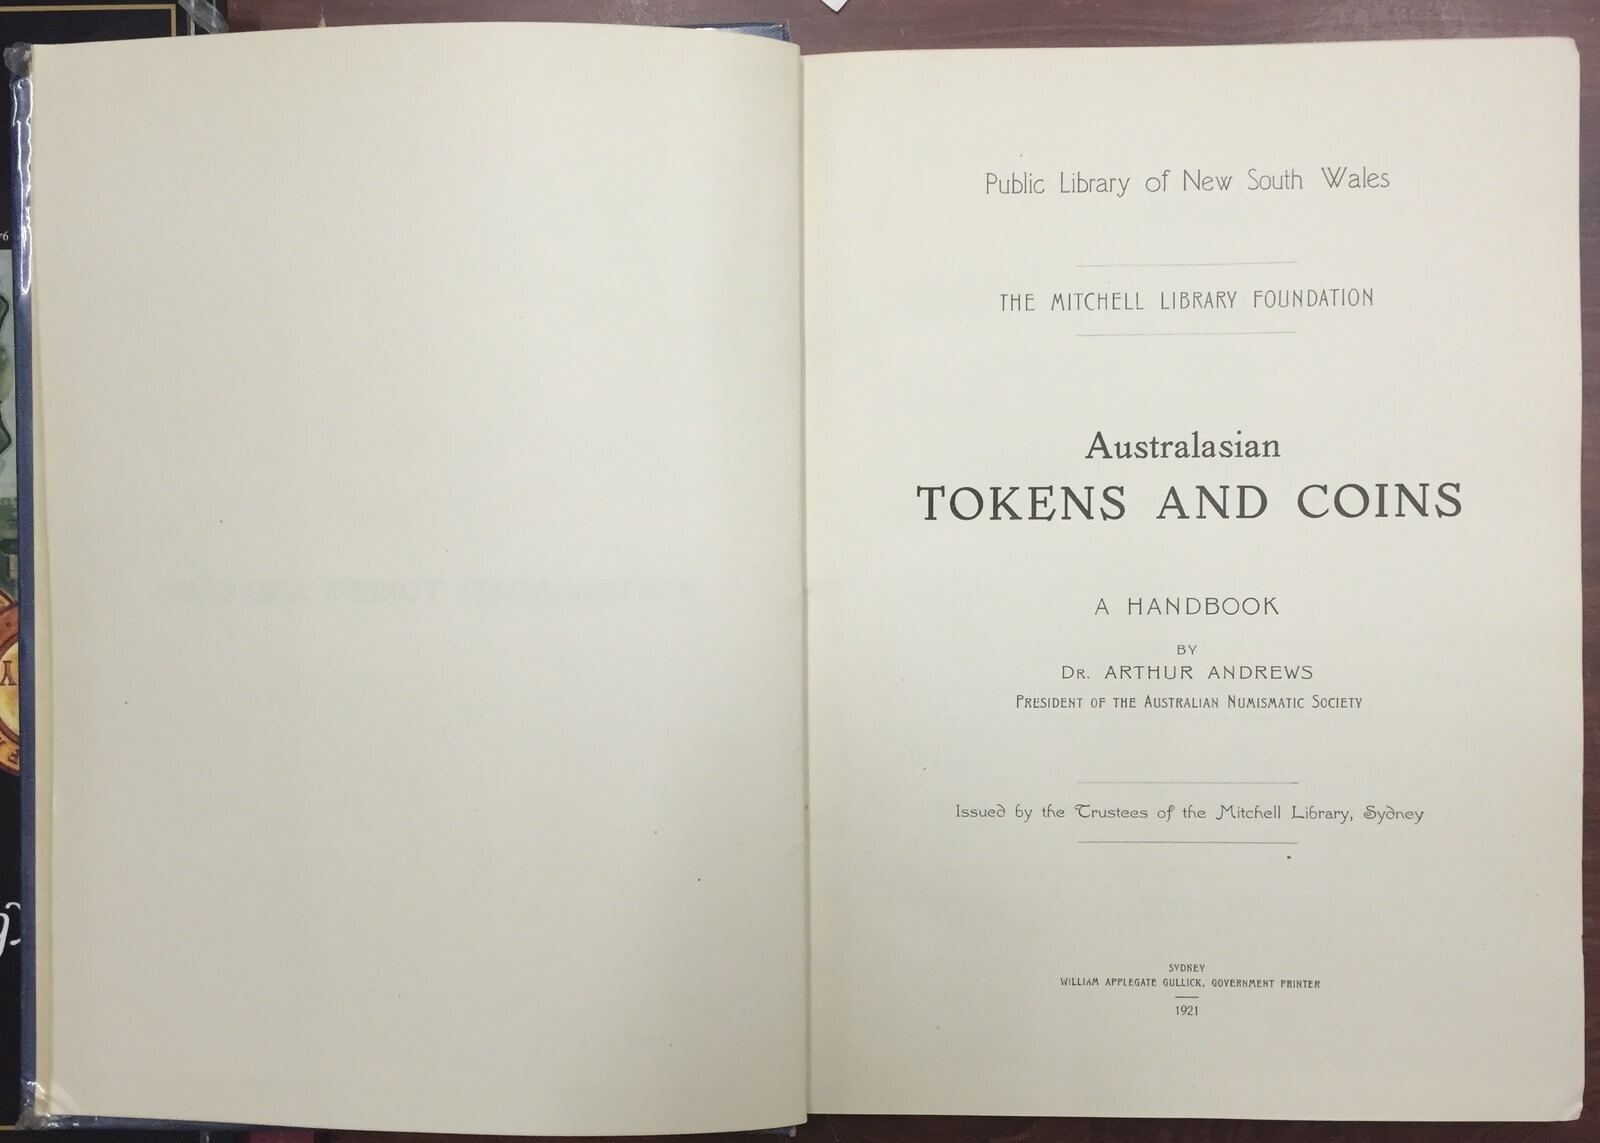 Public Library of New South Wales
THE MITCHELL LIBRARY FOUNDATION
Australasian
TOKENS AND COINS
A HANDBOOK
BY
DR. ARTHUR ANDREWS
PRESIDENT OF THE AUSTRALIAN NUMISMATIC SOCIETY
Issued by the Trustees of the Mitchell Library, Sydney
SYDNEY
WILLIAM APPLEGATE GULLICK, GOVERNMENT PRINTER
1921